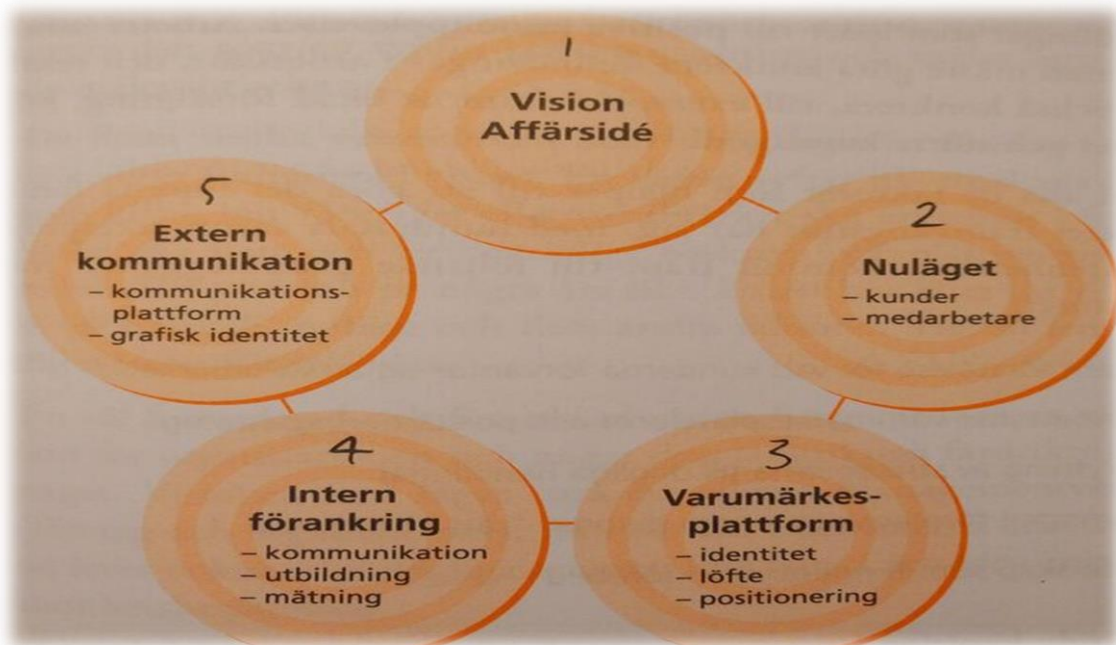 1
Vision
Affärsidé
2
Nuläget
– kunder
– medarbetare
3
Varumärkes-
plattform
– identitet
– löfte
– positionering
4
Intern
förankring
– kommunikation
– utbildning
– mätning
5
Extern
kommunikation
– kommunikations-
plattform
– grafisk identitet